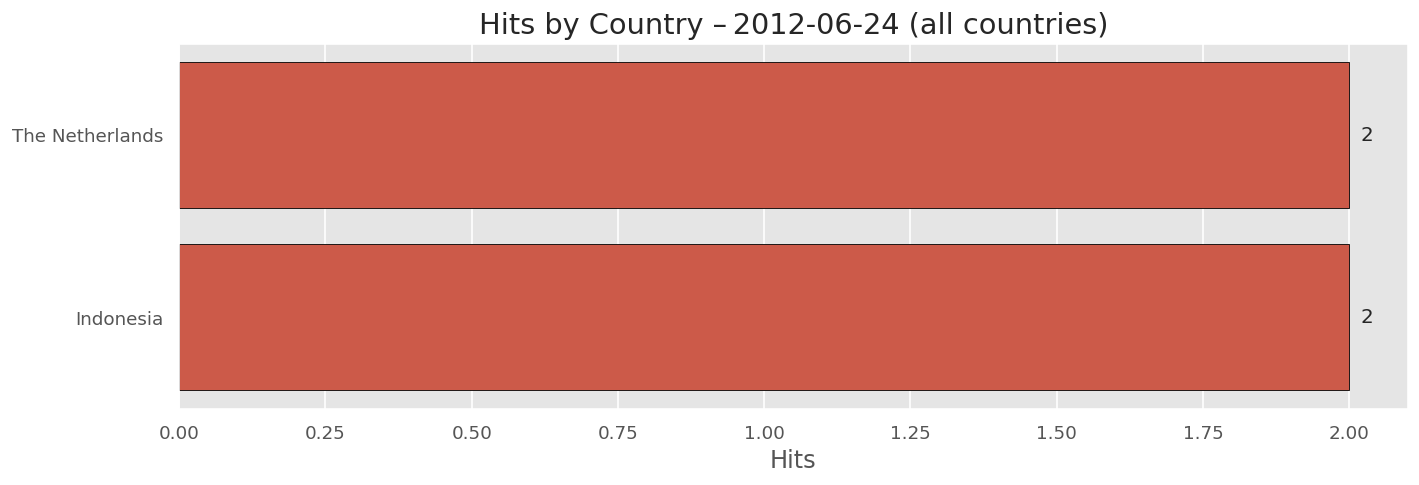 Hits by Country – 2012-06-24 (all countries)
The Netherlands
2
Indonesia
2
0.00 0.25 0.50 0.75 1.00 1.25 1.50 1.75 2.00
Hits